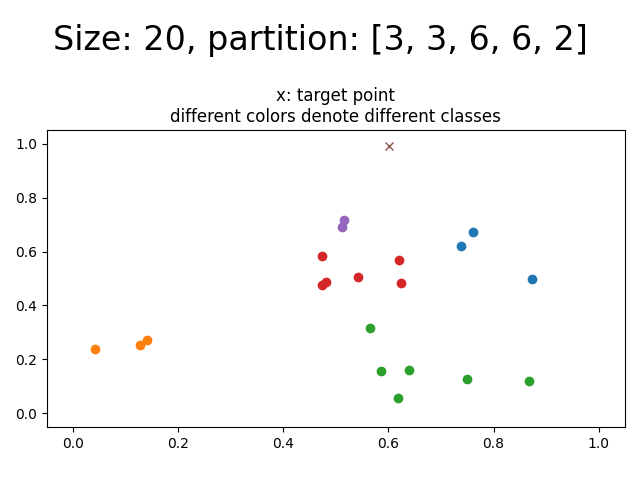 Size: 20, partition: [3, 3, 6, 6, 2]
x: target point
different colors denote different classes
1.0
0.8
0.6
0.4
0.2
0.0
0.0 0.2 0.4 0.6 0.8 1.0